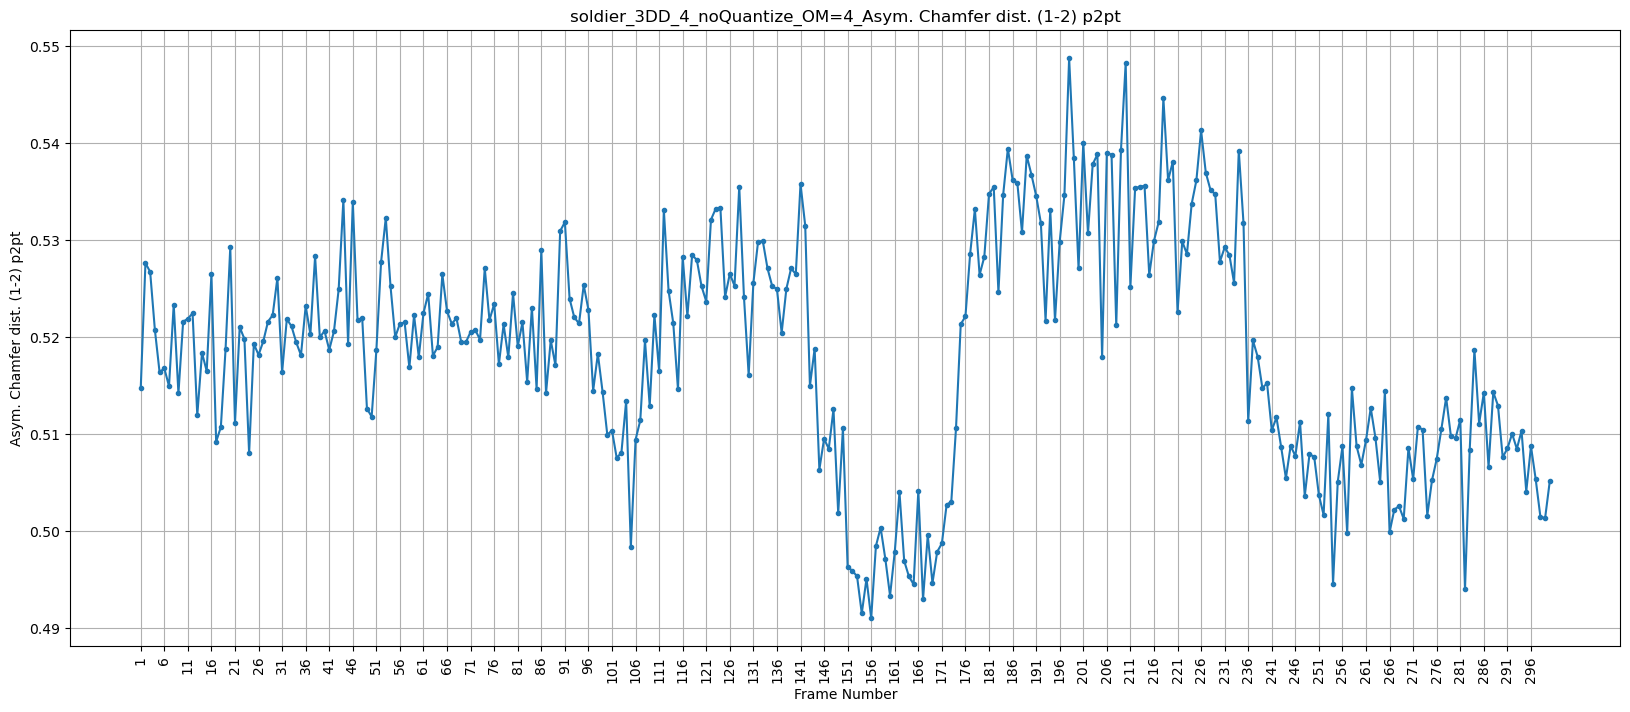 soldier_3DD_4_noQuantize_OM=4_Asym. Chamfer dist. (1-2) p2pt
Asym. Chamfer dist. (1-2) p2pt
0.55
0.54
0.53
0.52
0.51
0.50
0.49
1 6 11 16 21 26 31 36 41 46 51 56 61 66 71 76 81 86 91 96 101 106 111 116 121 126 131 136 141 146 151 156 161 166 171 176 181 186 191 196 201 206 211 216 221 226 231 236 241 246 251 256 261 266 271 276 281 286 291 296
Frame Number